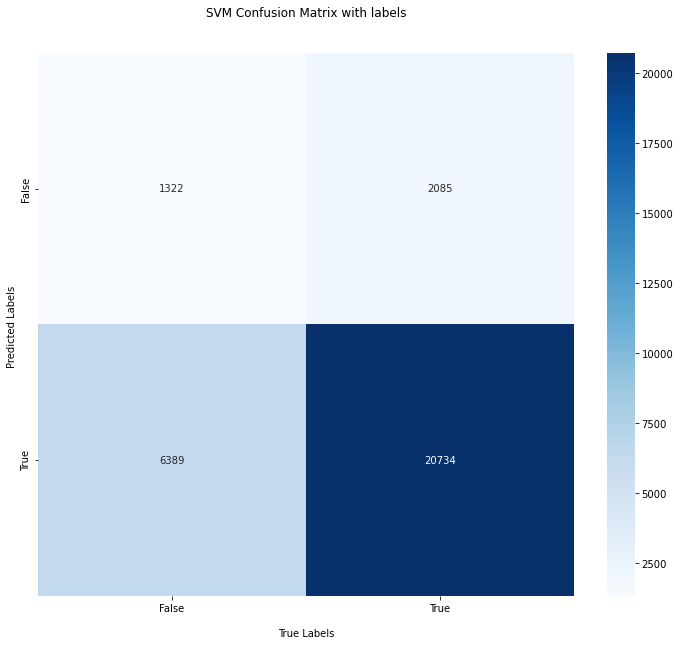 SVM Confusion Matrix with labels
Predicted Labels
False
True
1322
2085
6389
20734
False
True
True Labels
20000
17500
15000
12500
10000
7500
5000
2500